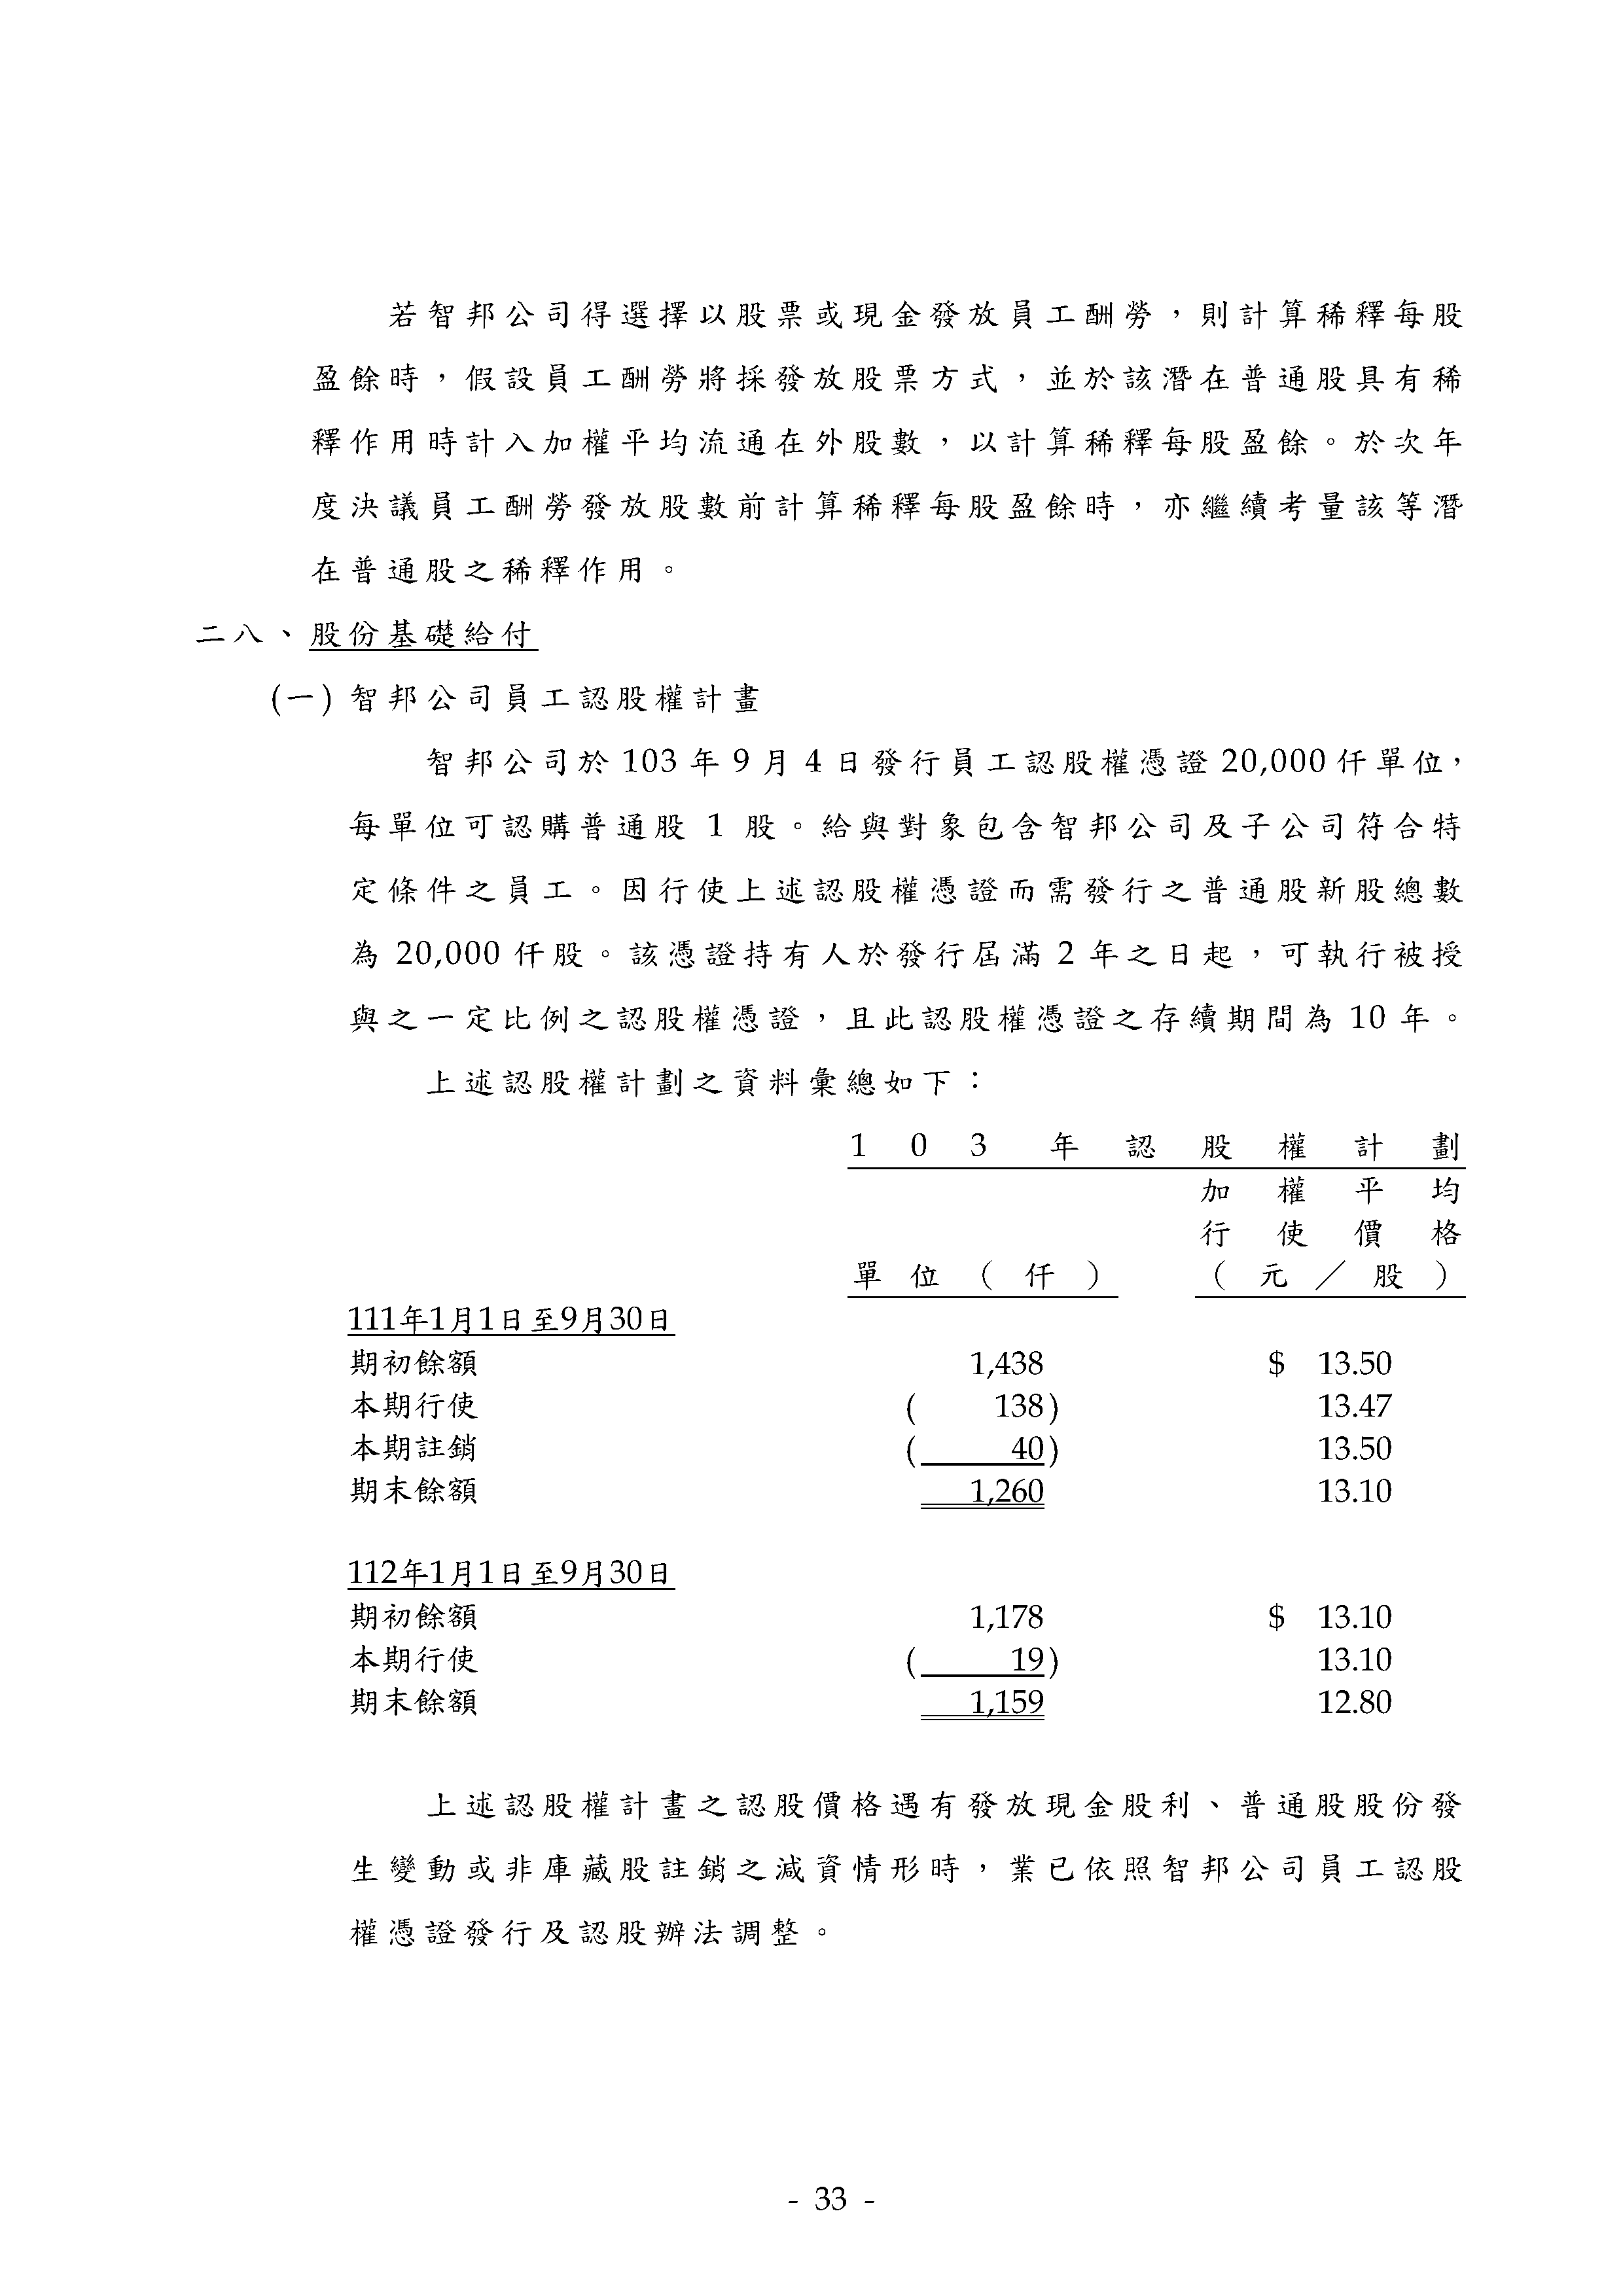 若智邦公司得選擇以股票或現金發放員工酬勞，則計算稀釋每股
盈餘時，假設員工酬勞將採發放股票方式，並於該潛在普通股具有稀
釋作用時計入加權平均流通在外股數，以計算稀釋每股盈餘。於次年
度決議員工酬勞發放股數前計算稀釋每股盈餘時，亦繼續考量該等潛
在普通股之稀釋作用。
二八、股份基礎給付
(一) 智邦公司員工認股權計畫
智邦公司於 103 年 9 月 4 日發行員工認股權憑證 20,000 仟單位，
每單位可認購普通股 1 股。給與對象包含智邦公司及子公司符合特
定條件之員工。因行使上述認股權憑證而需發行之普通股新股總數
為 20,000 仟股。該憑證持有人於發行屆滿 2 年之日起，可執行被授
與之一定比例之認股權憑證，且此認股權憑證之存續期間為 10 年。
上述認股權計劃之資料彙總如下：
103 年認股權計劃
加權平均
行使價格
單位（仟） （元／股）
111年1月1日至9月30日
期初餘額 1,438 $ 13.50
本期行使 ( 138) 13.47
本期註銷 ( 40) 13.50
期末餘額 1,260 13.10
112年1月1日至9月30日
期初餘額 1,178 $ 13.10
本期行使 ( 19) 13.10
期末餘額 1,159 12.80
上述認股權計畫之認股價格遇有發放現金股利、普通股股份發
生變動或非庫藏股註銷之減資情形時，業已依照智邦公司員工認股
權憑證發行及認股辦法調整。
- 33 -